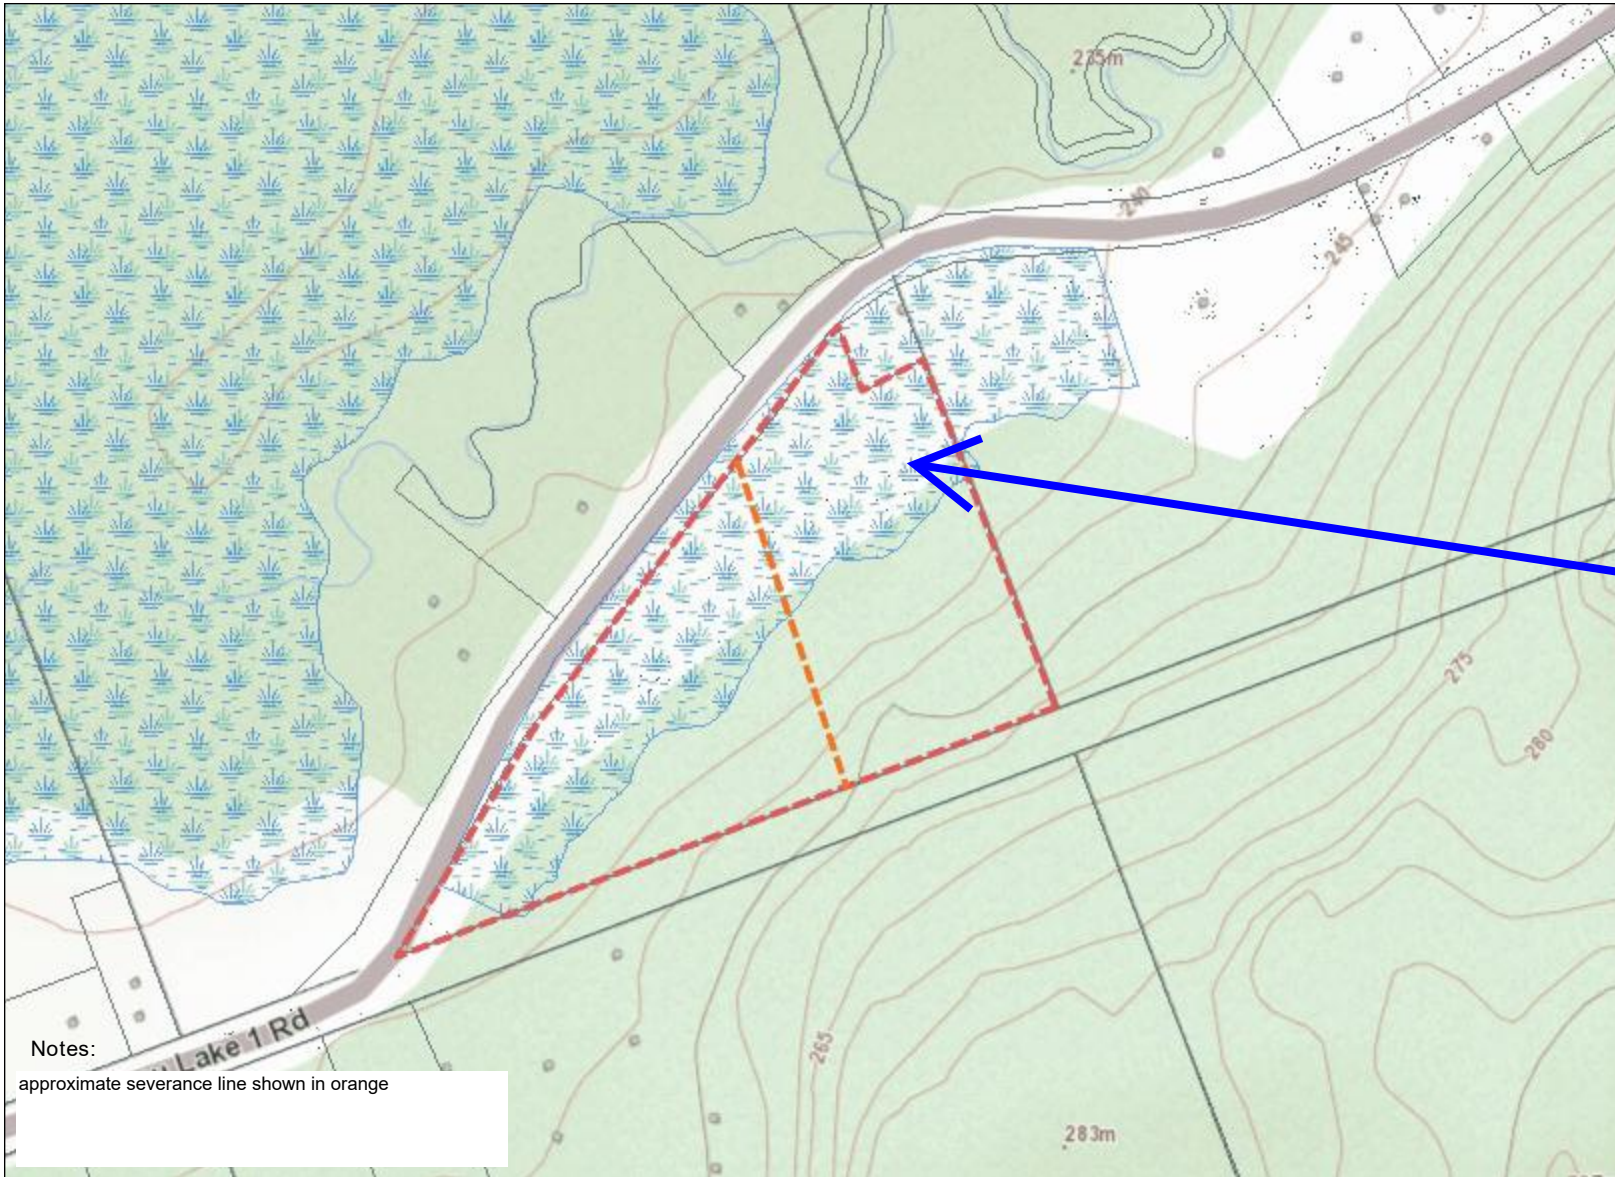 235m
240
245
275
280
Lake 1 Rd
Notes:
approximate severance line shown in orange
265
283m